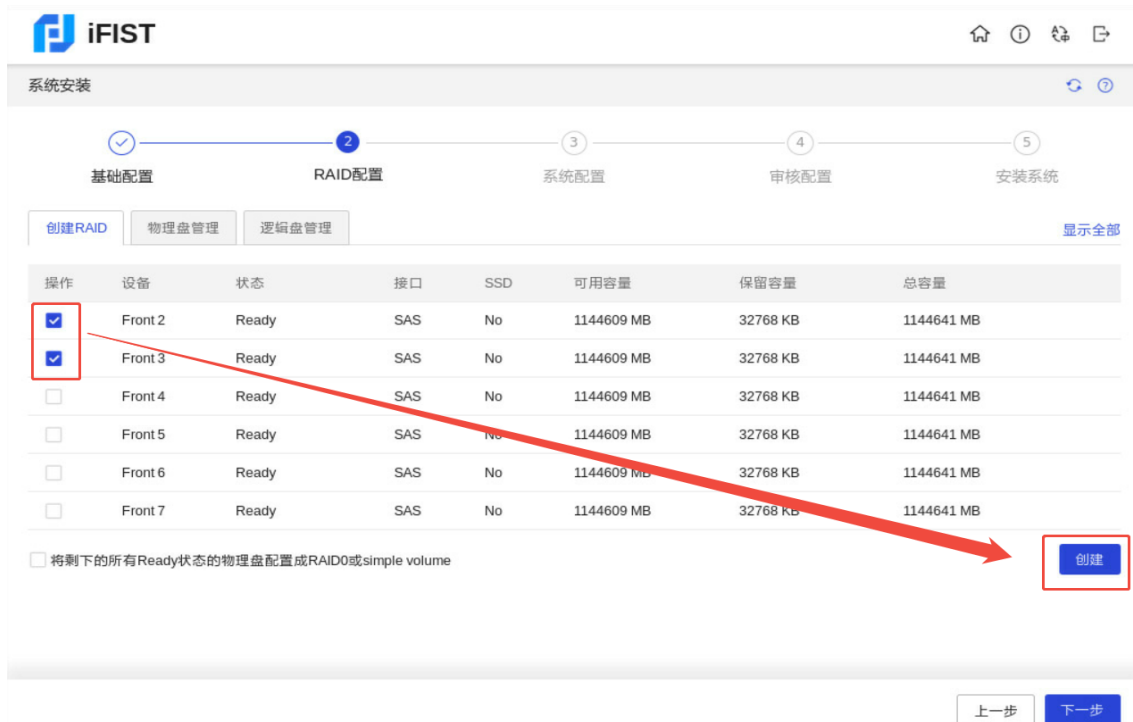 iFIST
系统安装
2 3 4 5
基础配置 RAID配置 系统配置 审核配置 安装系统
创建RAID 物理盘管理 逻辑盘管理 显示全部
操作 设备 状态 接口 SSD 可用容量 保留容量 总容量
Front 2 Ready SAS No 1144609 MB 32768 KB 1144641 MB
Front 3 Ready SAS No 1144609 MB 32768 KB 1144641 MB
Front 4 Ready SAS No 1144609 MB 32768 KB 1144641 MB
Front 5 Ready SAS No 1144609 MB 32768 KB 1144641 MB
Front 6 Ready SAS No 1144609 MB 32768 KB 1144641 MB
Front 7 Ready SAS No 1144609 MB 32768 KB 1144641 MB
将剩下的所有Ready状态的物理盘配置成RAID0或simple volume 创建
上一步 下一步